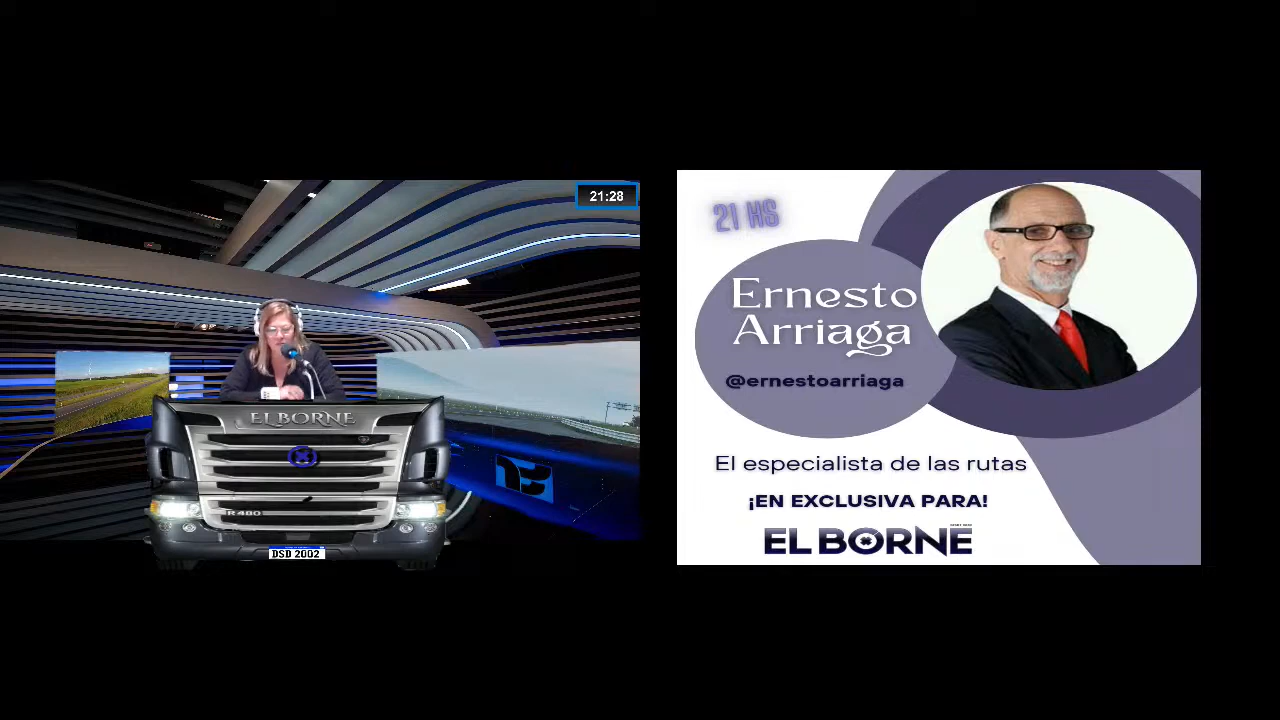 21:28
EL BORNE
R 400
DSD 2002
21 HS
Ernesto
Arriaga
@ernestoarriaga
El especialista de las rutas
¡EN EXCLUSIVA PARA!
EL BORNE